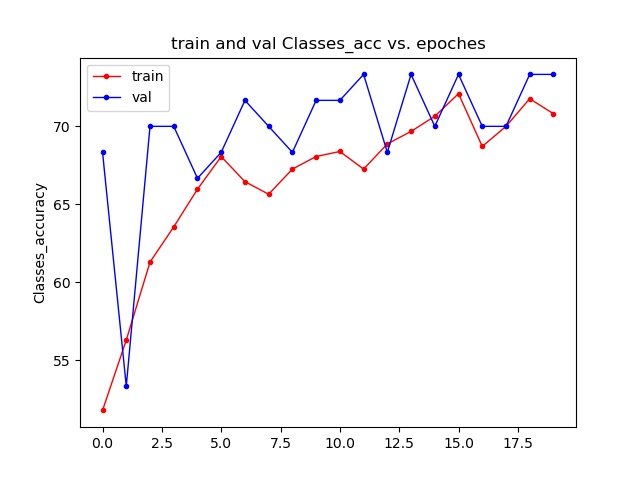 train and val Classes_acc vs. epoches
train
val
Classes_accuracy
70
65
60
55
0.0 2.5 5.0 7.5 10.0 12.5 15.0 17.5